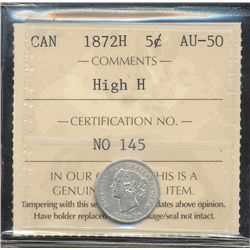 CAN 1872H 5¢ AU-50
— COMMENTS —
High H
— CERTIFICATION NO. —
NO 145
IN OUR THIS IS A
GENUIN ITEM.
Tampering with this se dates above opinion.
Have holder replaced age/seal not intact.